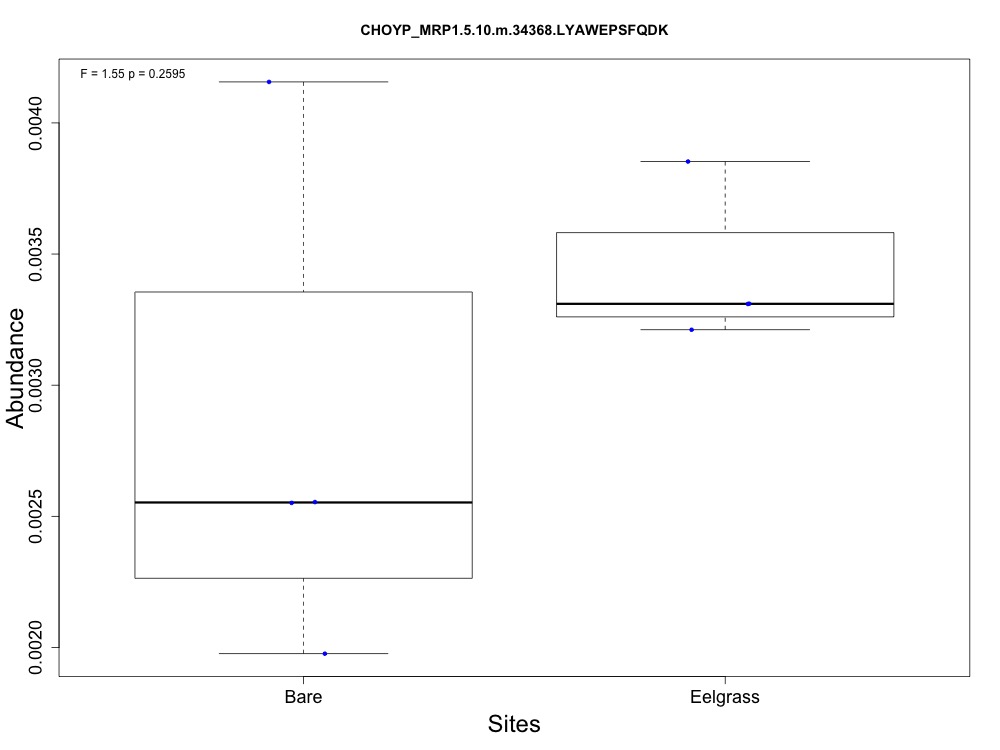 CHOYP_MRP1.5.10.m.34368.LYAWEPSFQDK
F = 1.55 p = 0.2595
0.0040
0.0035
0.0030
0.0025
0.0020
Abundance
Bare
Eelgrass
Sites